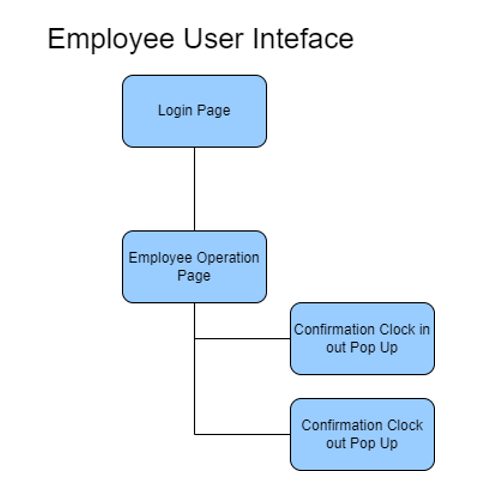 Employee User Inteface
Login Page
Employee Operation
Page
Confirmation Clock in
out Pop Up
Confirmation Clock
out Pop Up